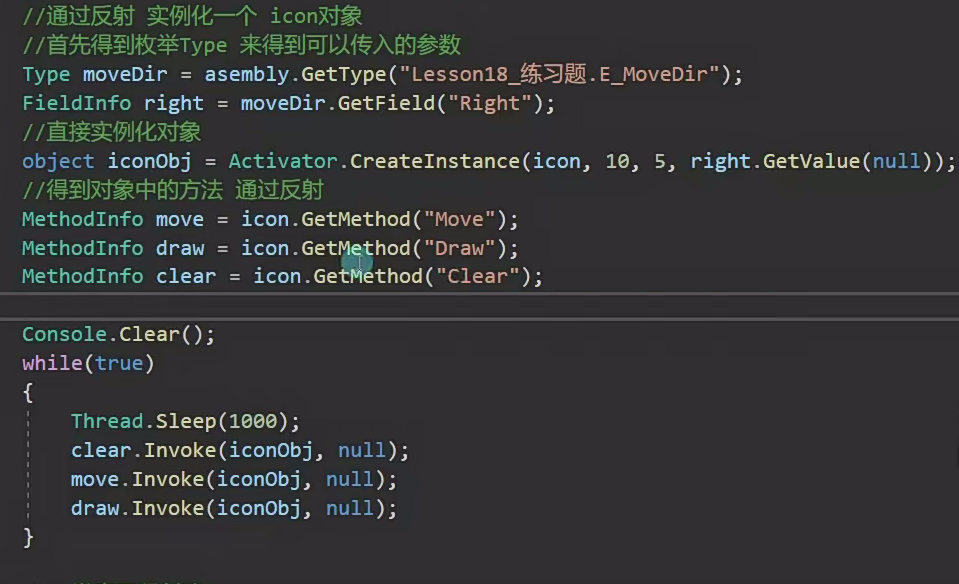 //通过反射 实例化一个 icon对象
//首先得到枚举Type 来得到可以传入的参数
Type moveDir = asembly.GetType("Lesson18_练习题.E_MoveDir");
FieldInfo right = moveDir.GetField("Right");
//直接实例化对象
object iconObj = Activator.CreateInstance(icon, 10, 5, right.GetValue(null));
//得到对象中的方法 通过反射
MethodInfo move = icon.GetMethod("Move");
MethodInfo draw = icon.GetMethod("Draw");
MethodInfo clear = icon.GetMethod("Clear");
Console.Clear();
while(true)
{
Thread.Sleep(1000);
clear.Invoke(iconObj, null);
move.Invoke(iconObj, null);
draw.Invoke(iconObj, null);
}